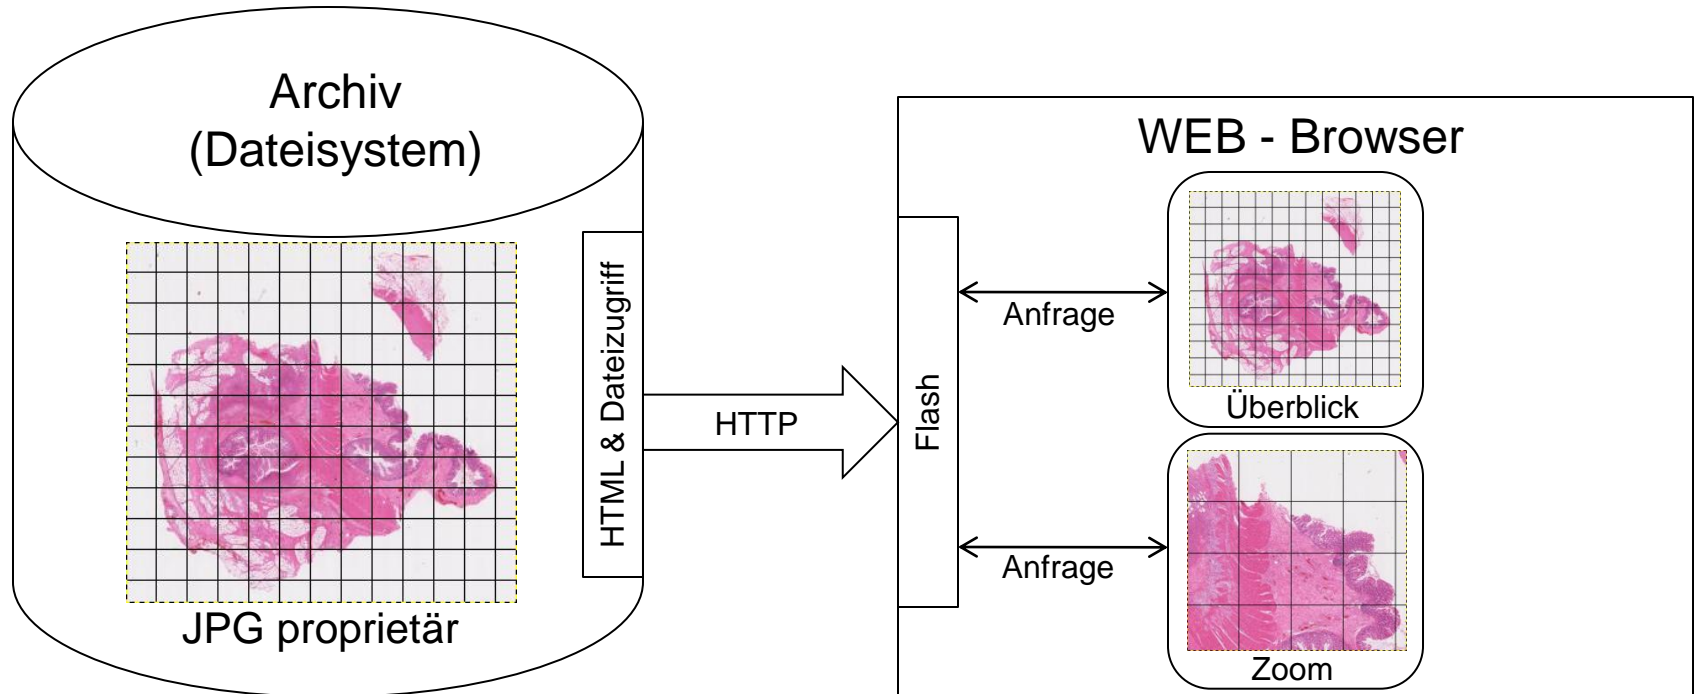 Archiv
(Dateisystem)
JPG proprietär
HTML & Dateizugriff
HTTP
WEB - Browser
Flash
Anfrage
Überblick
Anfrage
Zoom